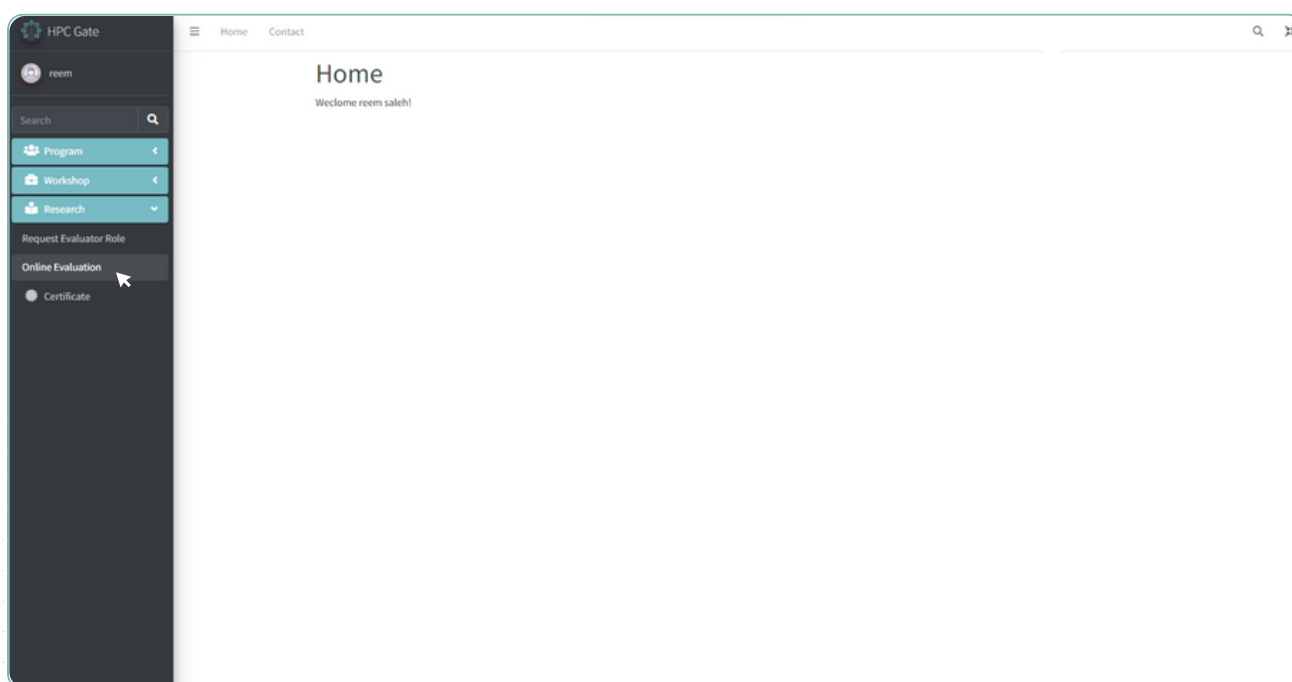 HPC Gate
Home Contact
reem
Home
Weclome reem saleh!
Search
Program
Workshop
Research
Request Evaluator Role
Online Evaluation
Certificate